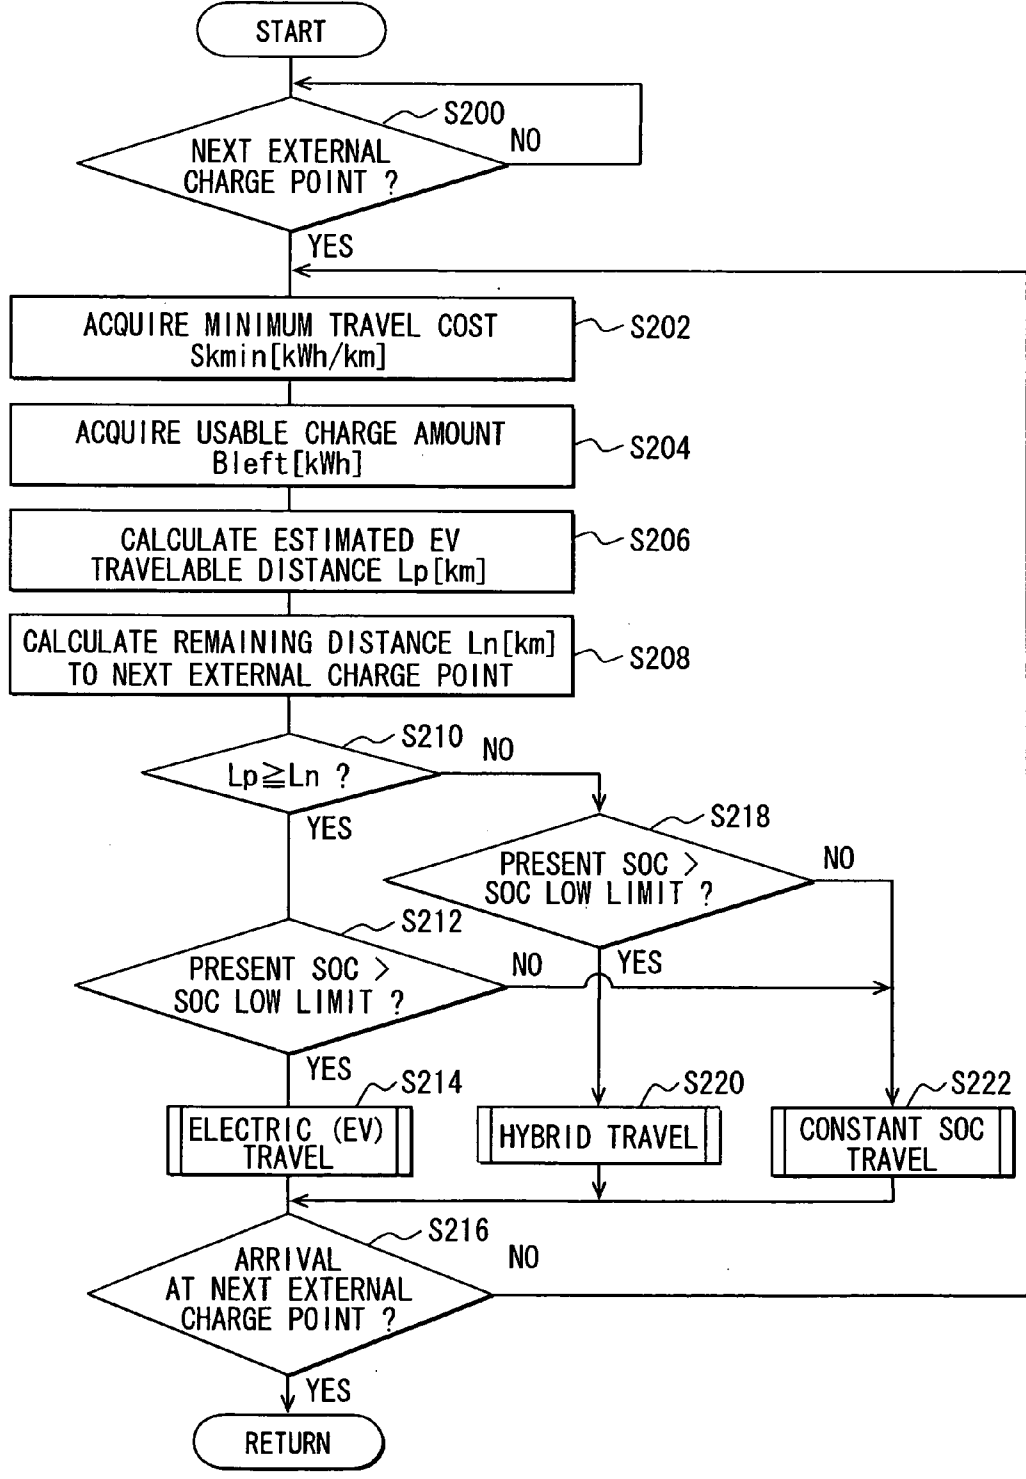 START
S200
NEXT EXTERNAL
CHARGE POINT ?
NO
YES
ACQUIRE MINIMUM TRAVEL COST
Skmin[kWh/km]
S202
ACQUIRE USABLE CHARGE AMOUNT
Bleft[kWh]
S204
CALCULATE ESTIMATED EV
TRAVELABLE DISTANCE Lp[km]
S206
CALCULATE REMAINING DISTANCE Ln[km]
TO NEXT EXTERNAL CHARGE POINT
S208
S210
Lp≧Ln ?
NO
YES
S218
PRESENT SOC >
SOC LOW LIMIT ?
NO
YES
S212
PRESENT SOC >
SOC LOW LIMIT ?
NO
YES
S214
ELECTRIC (EV)
TRAVEL
S220
HYBRID TRAVEL
S222
CONSTANT SOC
TRAVEL
S216
ARRIVAL
AT NEXT EXTERNAL
CHARGE POINT ?
NO
YES
RETURN